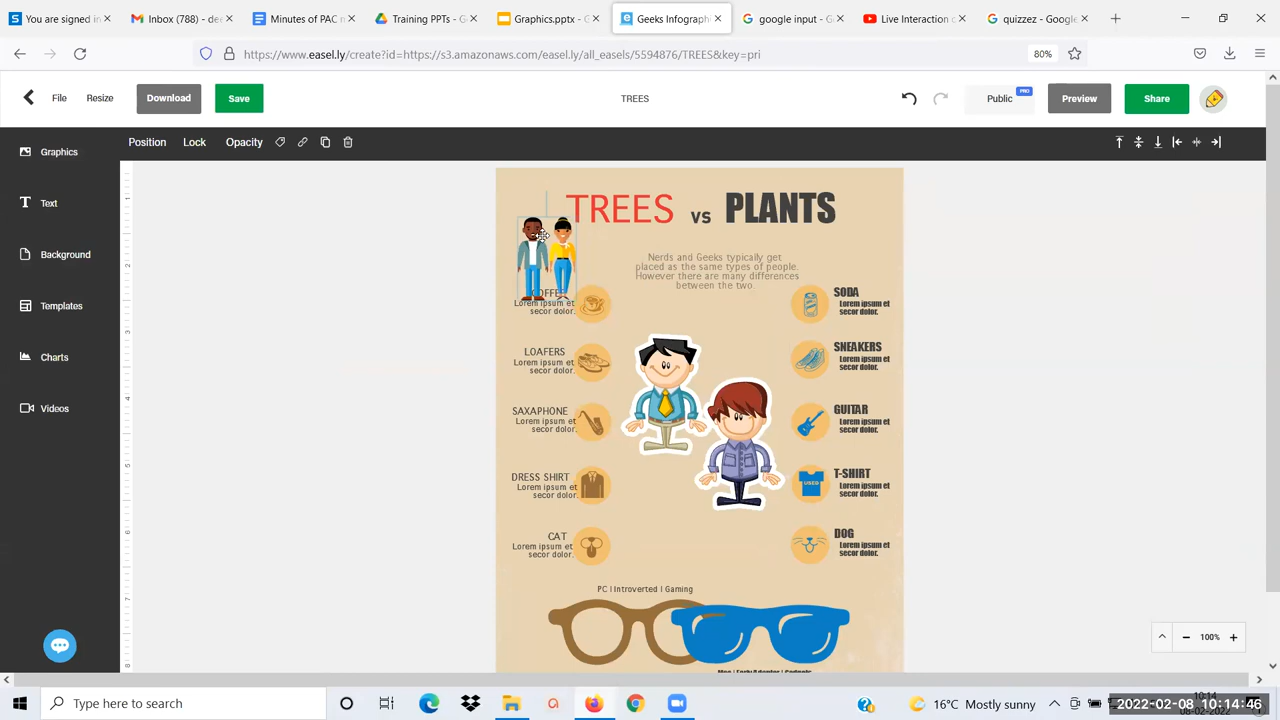 You signed in
Inbox (788) - dee
Minutes of PAC
Training
Graphics.pptx - G
Geeks Infograph
google input - G
Live Interaction
quizzez - Google
https://www.easel.ly/create?id=https://s3.amazonaws.com/easel.ly/all_easels/5594876/TREES&key=pri
80%
File
Resize
Download
Save
TREES
Public
PRO
Preview
Share
Position
Lock
Opacity
Graphics
Text
Background
Templates
Charts
Videos
TREES vs PLANTS
Nerds and Geeks typically get
placed as the same types of people.
However there are many differences
between the two.
Lorem ipsum et
secor dolor.
SODA
Lorem ipsum et
secor dolor.
LOAFERS
Lorem ipsum et
secor dolor.
SNEAKERS
Lorem ipsum et
secor dolor.
SAXAPHONE
Lorem ipsum et
secor dolor.
GUITAR
Lorem ipsum et
secor dolor.
DRESS SHIRT
Lorem ipsum et
secor dolor.
USED
T-SHIRT
Lorem ipsum et
secor dolor.
CAT
Lorem ipsum et
secor dolor.
DOG
Lorem ipsum et
secor dolor.
PC | Introverted | Gaming
100%
Type here to search
16°C Mostly sunny
10:14
2022-02-08 10:14:46